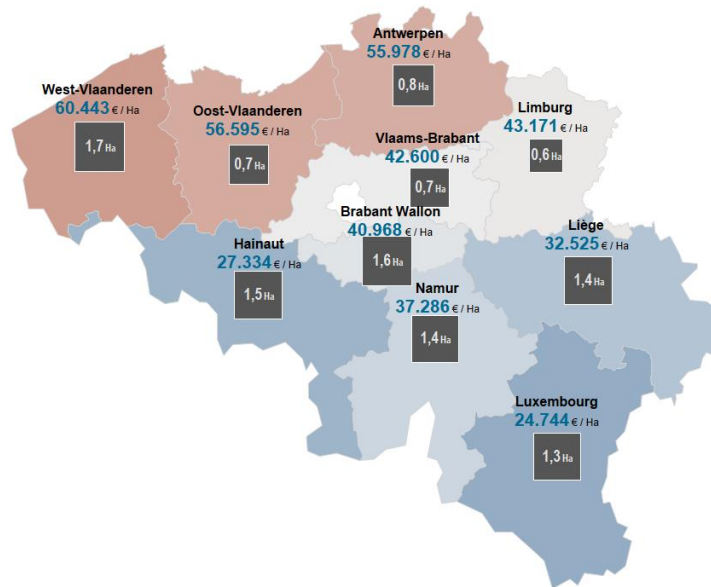 Antwerpen
55.978 € / Ha
0,8 Ha
West-Vlaanderen
60.443 € / Ha
1,7 Ha
Oost-Vlaanderen
56.595 € / Ha
0,7 Ha
Limburg
43.171 € / Ha
0,6 Ha
Vlaams-Brabant
42.600 € / Ha
0,7 Ha
Brabant Wallon
40.968 € / Ha
1,6 Ha
Hainaut
27.334 € / Ha
1,5 Ha
Liège
32.525 € / Ha
1,4 Ha
Namur
37.286 € / Ha
1,4 Ha
Luxembourg
24.744 € / Ha
1,3 Ha